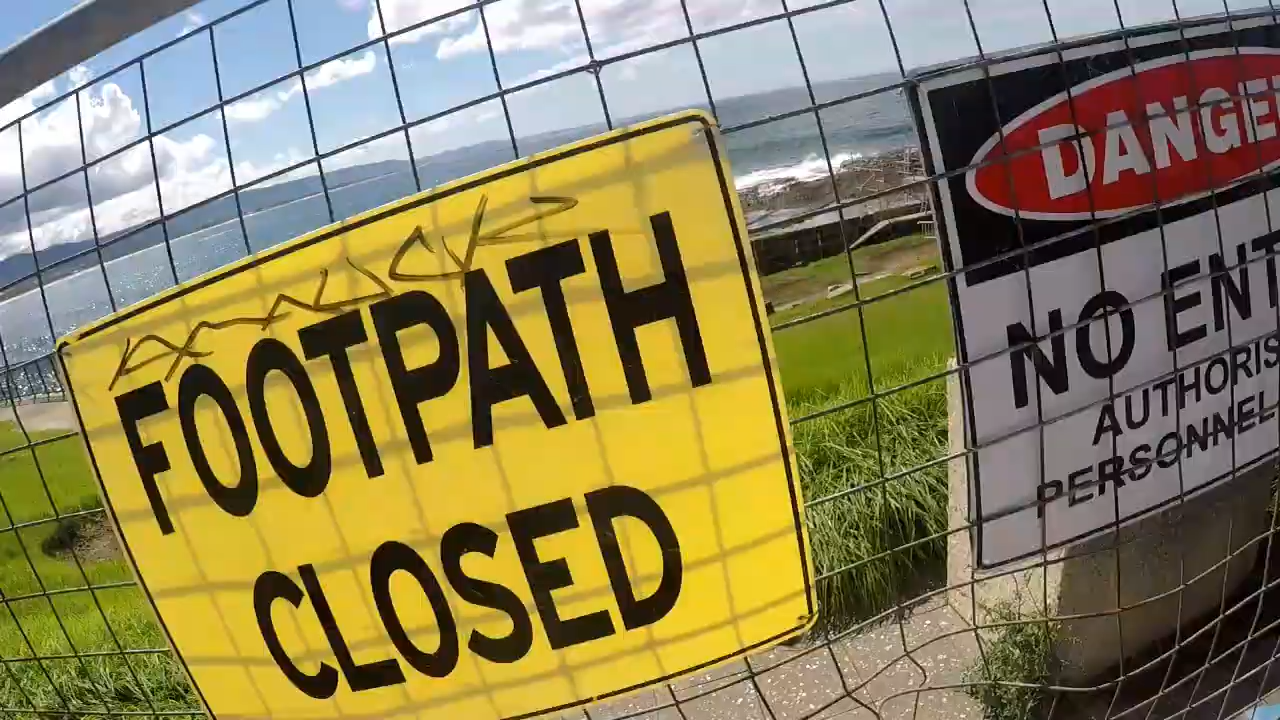 FOOTPATH
CLOSED
DANGE
NO ENT
AUTHORIS
PERSONNEL